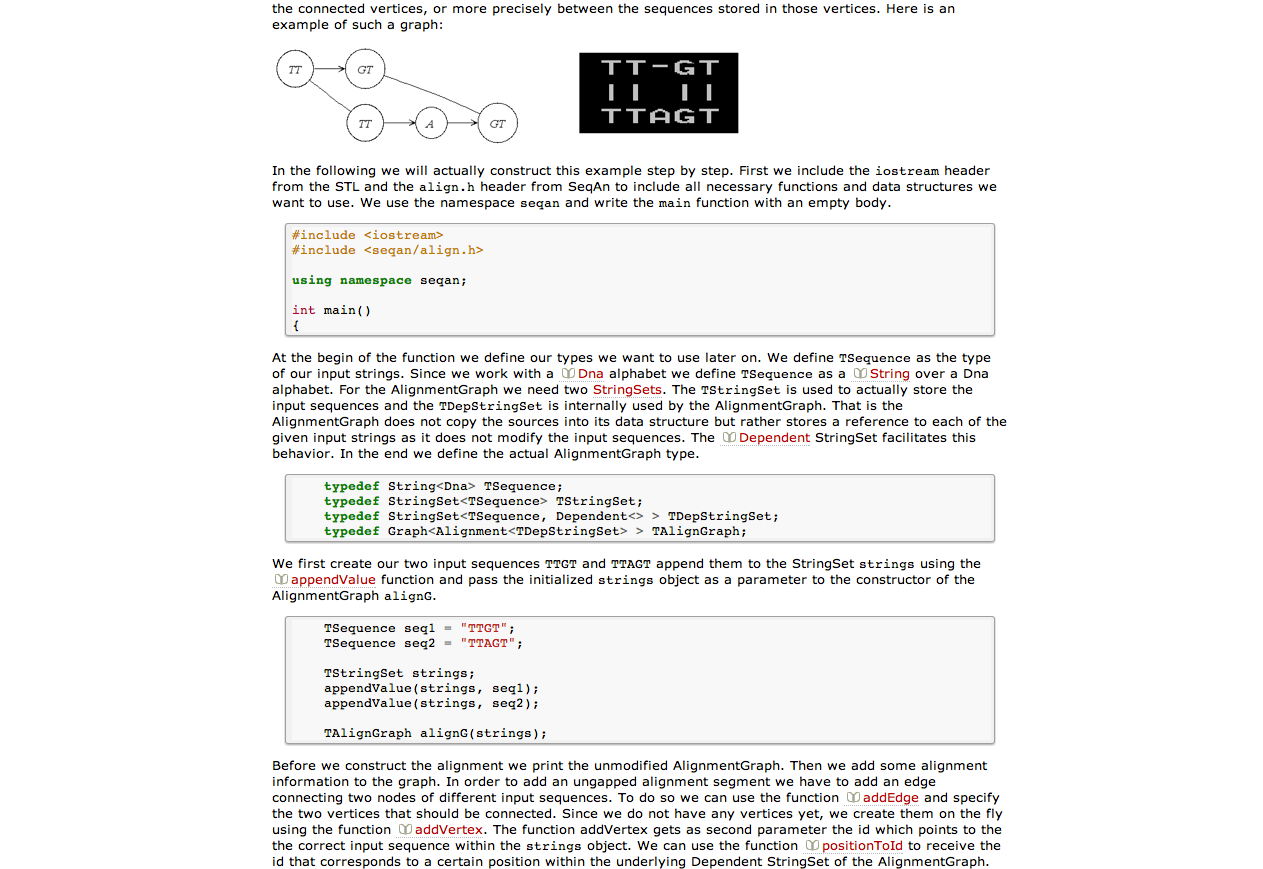 the connected vertices, or more precisely between the sequences stored in those vertices. Here is an
example of such a graph:
TT GT
TT A GT
TT-GT
|| ||
TTAGT
In the following we will actually construct this example step by step. First we include the iostream header
from the STL and the align.h header from SeqAn to include all necessary functions and data structures we
want to use. We use the namespace seqan and write the main function with an empty body.
#include <iostream>
#include <seqan/align.h>
using namespace seqan;
int main()
{
At the begin of the function we define our types we want to use later on. We define TSequence as the type
of our input strings. Since we work with a Dna alphabet we define TSequence as a String over a Dna
alphabet. For the AlignmentGraph we need two StringSets. The TStringSet is used to actually store the
input sequences and the TDepStringSet is internally used by the AlignmentGraph. That is the
AlignmentGraph does not copy the sources into its data structure but rather stores a reference to each of the
given input strings as it does not modify the input sequences. The Dependent StringSet facilitates this
behavior. In the end we define the actual AlignmentGraph type.
typedef String<Dna> TSequence;
typedef StringSet<TSequence> TStringSet;
typedef StringSet<TSequence, Dependent<> > TDepStringSet;
typedef Graph<Alignment<TDepStringSet> > TAlignGraph;
We first create our two input sequences TTGT and TTAGT append them to the StringSet strings using the
appendValue function and pass the initialized strings object as a parameter to the constructor of the
AlignmentGraph alignG.
TSequence seq1 = "TTGT";
TSequence seq2 = "TTAGT";
TStringSet strings;
appendValue(strings, seq1);
appendValue(strings, seq2);
TAlignGraph alignG(strings);
Before we construct the alignment we print the unmodified AlignmentGraph. Then we add some alignment
information to the graph. In order to add an ungapped alignment segment we have to add an edge
connecting two nodes of different input sequences. To do so we can use the function addEdge and specify
the two vertices that should be connected. Since we do not have any vertices yet, we create them on the fly
using the function addVertex. The function addVertex gets as second parameter the id which points to the
the correct input sequence within the strings object. We can use the function positionToId to receive the
id that corresponds to a certain position within the underlying Dependent StringSet of the AlignmentGraph.